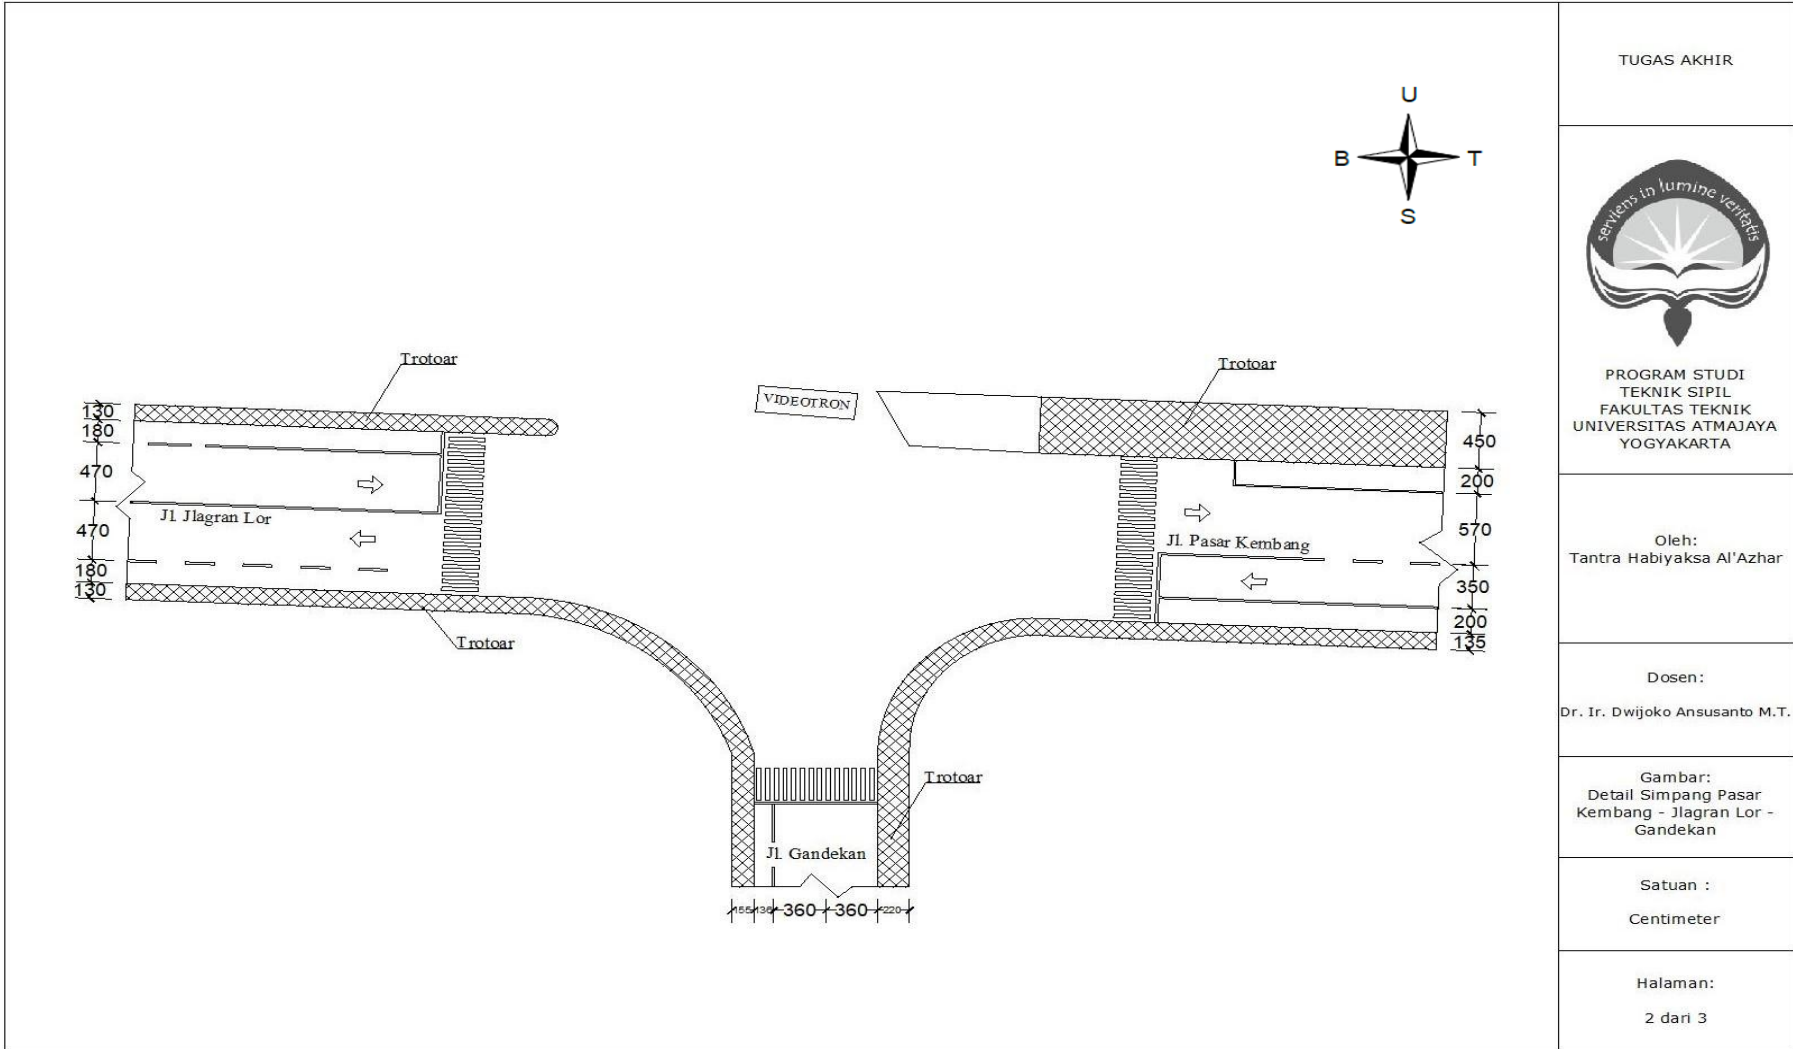 U
B
T
S
Trotoar
Trotoar
VIDEOTRON
130
180
470
470
180
130
Jl. Jlagran Lor
Jl. Pasar Kembang
450
200
570
350
200
135
Trotoar
Trotoar
Jl. Gandekan
155
136
360
360
220
TUGAS AKHIR
serviens in lumine veritatis
PROGRAM STUDI
TEKNIK SIPIL
FAKULTAS TEKNIK
UNIVERSITAS ATMAJAYA
YOGYAKARTA
Oleh:
Tantra Habiyaksa Al'Azhar
Dosen:
Dr. Ir. Dwijoko Ansusanto M.T.
Gambar:
Detail Simpang Pasar
Kembang - Jlagran Lor -
Gandekan
Satuan :
Centimeter
Halaman:
2 dari 3